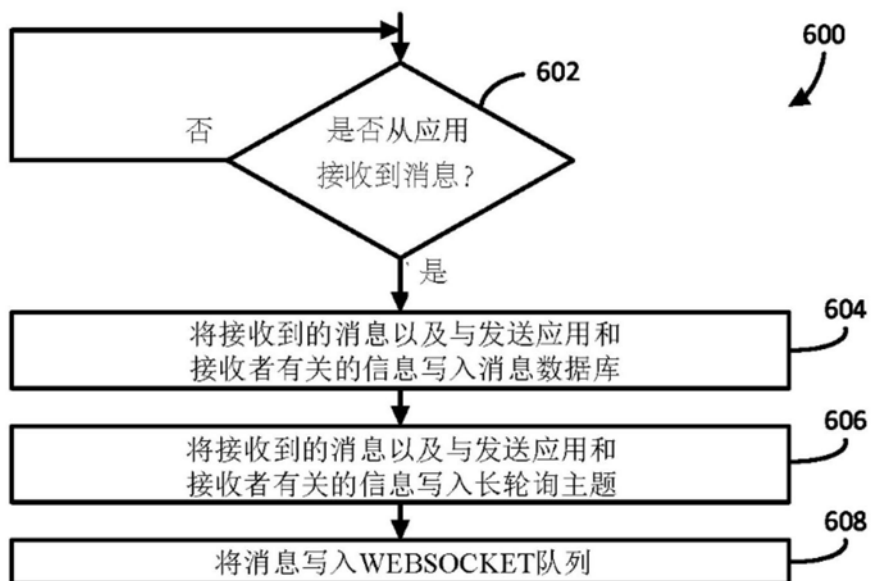 600
602
是否从应用
接收到消息?
否
是
604
将接收到的消息以及与发送应用和
接收者有关的信息写入消息数据库
606
将接收到的消息以及与发送应用和
接收者有关的信息写入长轮询主题
608
将消息写入WEBSOCKET队列